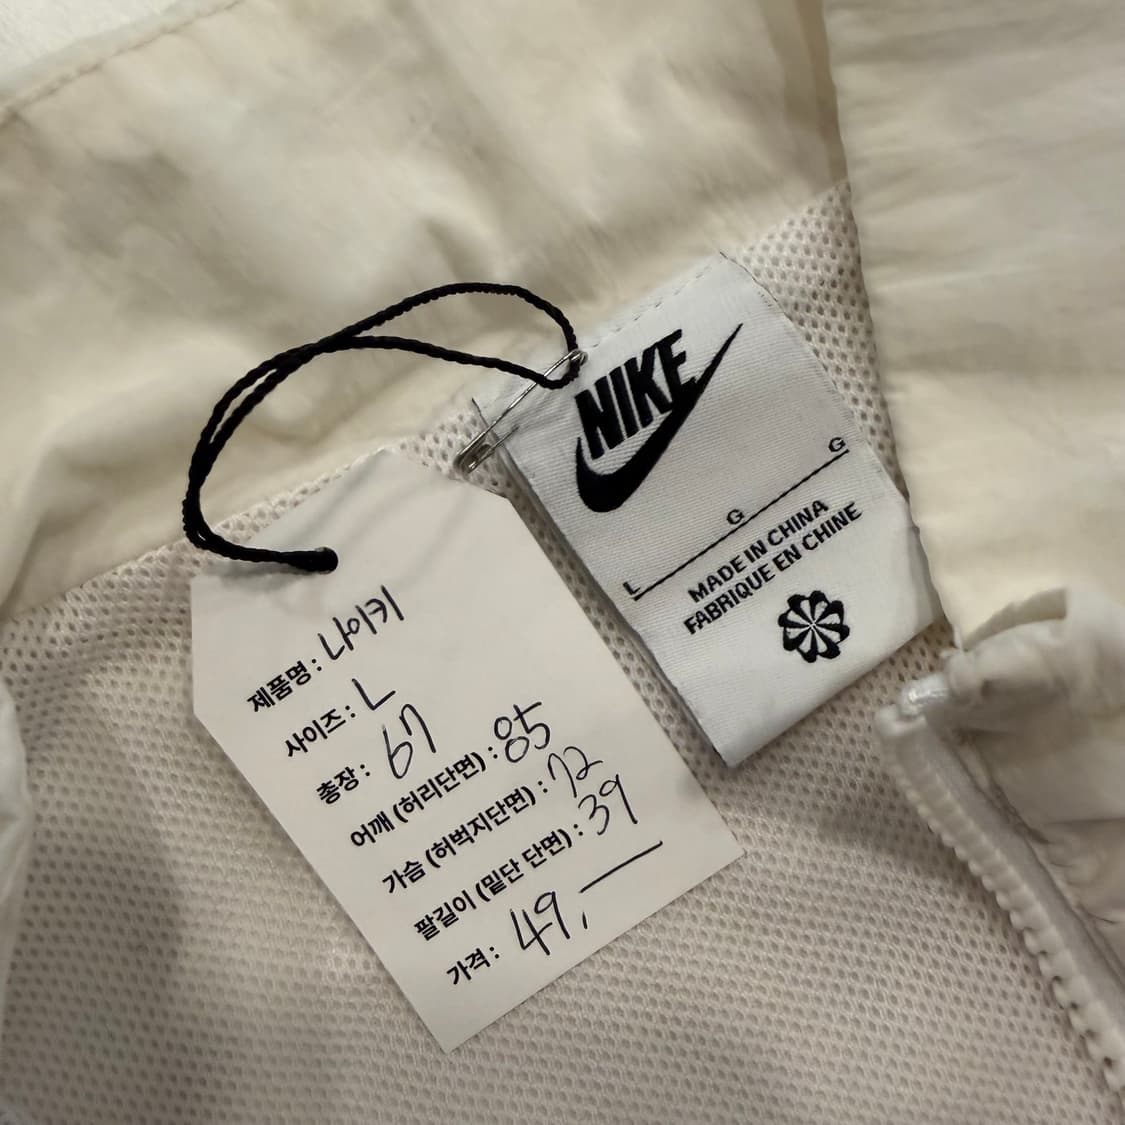 NIKE
L G G
MADE IN CHINA
FABRIQUE EN CHINE
제품명 : 나이키
사이즈 : L
총장 : 67
어깨 (허리단면) : 85
가슴 (허벅지단면) : 72
팔길이 (밑단 단면) : 39
가격 : 49,—